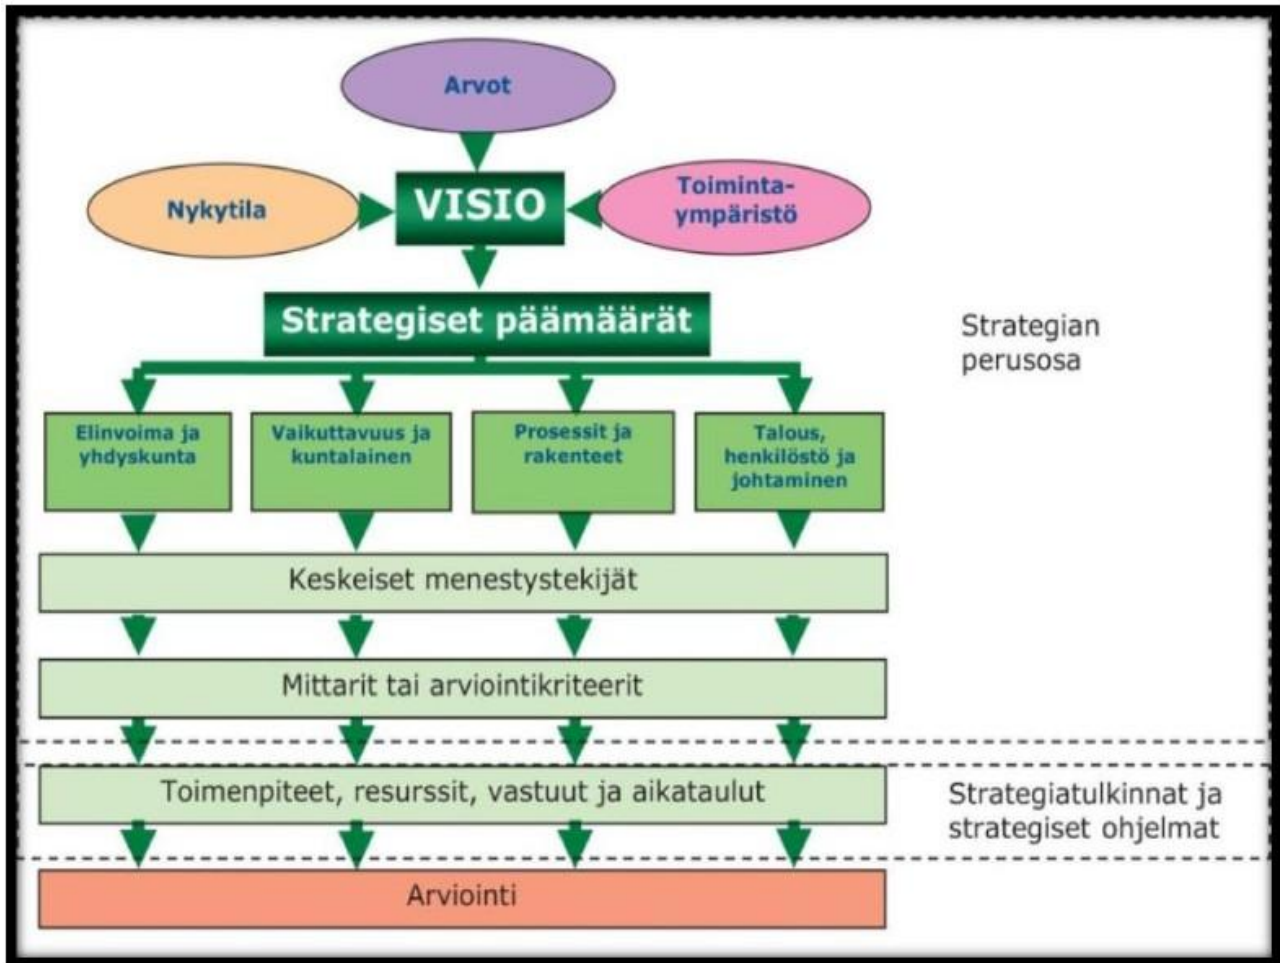 Arvot
Nykytila
VISIO
Toiminta-
ympäristö
Strategiset päämäärät
Strategian
perusosa
Elinvoima ja
yhdyskunta
Vaikuttavuus ja
kuntalainen
Prosessit ja
rakenteet
Talous,
henkilöstö ja
johtaminen
Keskeiset menestystekijät
Mittarit tai arviointikriteerit
Toimenpiteet, resurssit, vastuut ja aikataulut
Strategiatulkinnat ja
strategiset ohjelmat
Arviointi